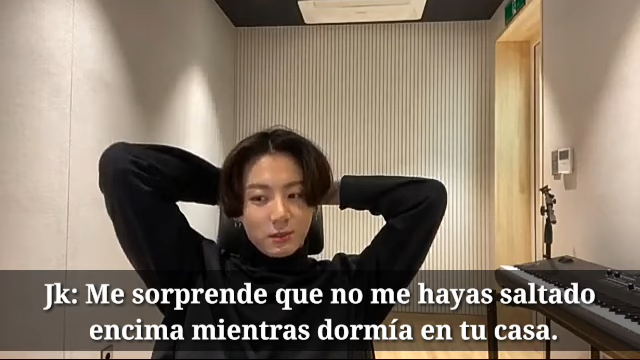 Jk: Me sorprende que no me hayas saltado
encima mientras dormía en tu casa.